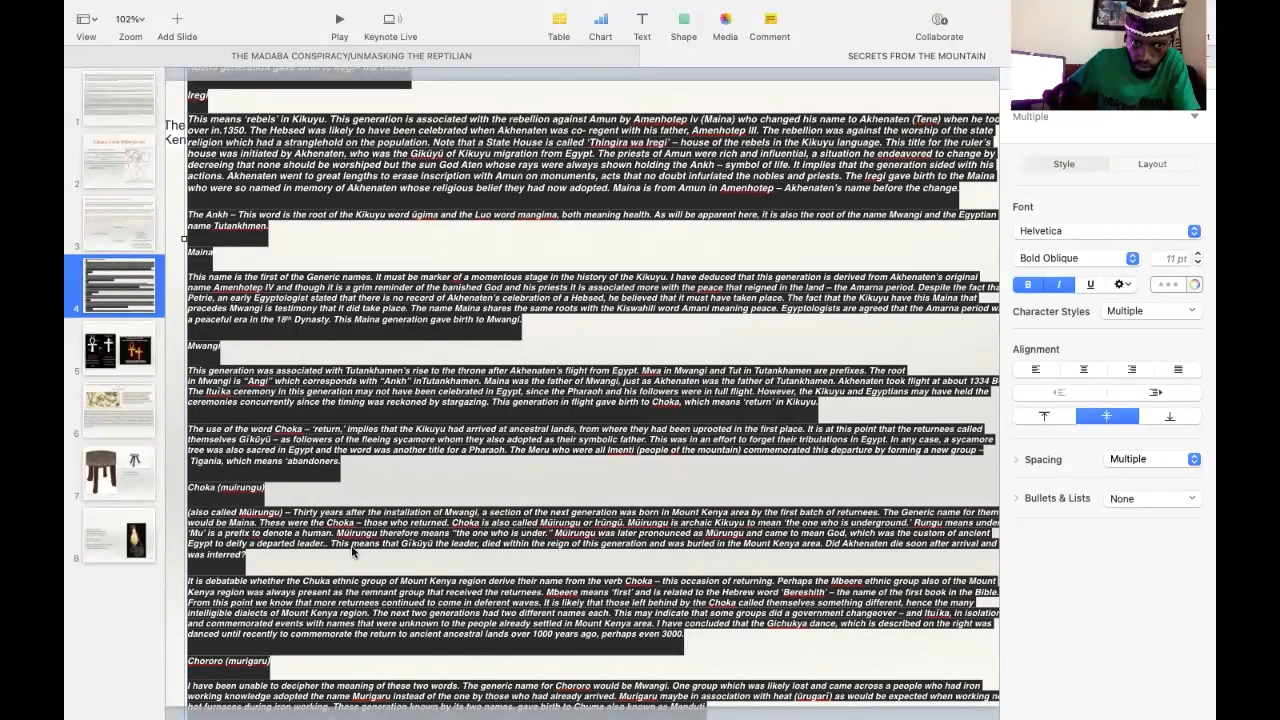 View
102%
Zoom
Add Slide
Play
Keynote Live
Table
Chart
Text
Shape
Media
Comment
Collaborate
THE MADABA CONSPIRACY/UNMASKING THE REPTILIAN
SECRETS FROM THE MOUNTAIN
Multiple
Style
Layout
Font
Helvetica
Bold Oblique
11 pt
B I U
Character Styles
Multiple
Alignment
Spacing
Multiple
Bullets & Lists
None
1
2
3
4
5
6
7
8
The
Ken
Iregi
This means ‘rebels’ in Kikuyu. This generation is associated with the rebellion against Amun by Amenhotep iv (Maina) who changed his name to Akhenaten (Tene) when he too
over in.1350. The Hebsed was likely to have been celebrated when Akhenaten was co- regent with his father, Amenhotep III. The rebellion was against the worship of the state
religion which had a stranglehold on the population. Note that a State House is called ‘Thingira wa Iregi’ – house of the rebels in the Kikuyu language. This title for the ruler’s
house was initiated by Akhenaten, who was the Gĩkũyũ of Kikuyu migration from Egypt. The priests of Amun were rich and influential, a situation he endeavored to change by
decreeing that none should be worshiped but the sun God Aten whose rays were always shown holding the Ankh – symbol of life. It implies that the generation sided with his
actions. Akhenaten went to great lengths to erase inscription with Amun on monuments, acts that no doubt infuriated the nobles and priests. The Iregi gave birth to the Maina
who were so named in memory of Akhenaten whose religious belief they had now adopted. Maina is from Amun in Amenhotep – Akhenaten’s name before the change.
The Ankh – This word is the root of the Kikuyu word ũgima and the Luo word mangima, both meaning health. As will be apparent here, it is also the root of the name Mwangi and the Egyptian
name Tutankhmen.
Maina
This name is the first of the Generic names. It must be marker of a momentous stage in the history of the Kikuyu. I have deduced that this generation is derived from Akhenaten’s original
name Amenhotep IV and though it is a grim reminder of the banished God and his priests it is associated more with the peace that reigned in the land – the Amarna period. Despite the fact tha
Petrie, an early Egyptologist stated that there is no record of Akhenaten’s celebration of a Hebsed, he believed that it must have taken place. The fact that the Kikuyu have this Maina that
precedes Mwangi is testimony that it did take place. The name Maina shares the same roots with the Kiswahili word Amani meaning peace. Egyptologists are agreed that the Amarna period w
a peaceful era in the 18th Dynasty. This Maina generation gave birth to Mwangi.
Mwangi
This generation was associated with Tutankhamen’s rise to the throne after Akhenaten’s flight from Egypt. Mwa in Mwangi and Tut in Tutankhamen are prefixes. The root
in Mwangi is “Angi” which corresponds with “Ankh” inTutankhamen. Maina was the father of Mwangi, just as Akhenaten was the father of Tutankhamen. Akhenaten took flight at about 1334 B
The Ituĩka ceremony in this generation may not have been celebrated in Egypt, since the Pharaoh and his followers were in full flight. However, the Kikuyu and Egyptians may have held the
ceremonies concurrently since the timing was reckoned by stargazing. This generation in flight gave birth to Choka, which means ‘return’ in Kikuyu.
The use of the word Choka – ‘return,’ implies that the Kikuyu had arrived at ancestral lands, from where they had been uprooted in the first place. It is at this point that the returnees called
themselves Gĩkũyũ – as followers of the fleeing sycamore whom they also adopted as their symbolic father. This was in an effort to forget their tribulations in Egypt. In any case, a sycamore
tree was also sacred in Egypt and the word was another title for a Pharaoh. The Meru who were all Imenti (people of the mountain) commemorated this departure by forming a new group –
Tigania, which means ‘abandoners.
Choka (muirungu)
(also called Mũirungu) – Thirty years after the installation of Mwangi, a section of the next generation was born in Mount Kenya area by the first batch of returnees. The Generic name for them
would be Maina. These were the Choka – those who returned. Choka is also called Mũirungu or Irũngũ. Mũirungu is archaic Kikuyu to mean ‘the one who is underground.’ Rungu means unde
‘Mu’ is a prefix to denote a human. Mũirungu therefore means “the one who is under.” Mũirungu was later pronounced as Mũrungu and came to mean God, which was the custom of ancient
Egypt to deify a departed leader.. This means that Gĩkũyũ the leader, died within the reign of this generation and was buried in the Mount Kenya area. Did Akhenaten die soon after arrival and
was interred?
It is debatable whether the Chuka ethnic group of Mount Kenya region derive their name from the verb Choka – this occasion of returning. Perhaps the Mbeere ethnic group also of the Mount
Kenya region was always present as the remnant group that received the returnees. Mbeere means ‘first’ and is related to the Hebrew word ‘Bereshith’ – the name of the first book in the Bible.
From this point we know that more returnees continued to come in deferent waves. It is likely that those left behind by the Choka called themselves something different, hence the many
intelligible dialects of Mount Kenya region. The next two generations had two different names each. This may indicate that some groups did a government changeover – and Ituĩka, in isolation
and commemorated events with names that were unknown to the people already settled in Mount Kenya area. I have concluded that the Gichukya dance, which is described on the right was
danced until recently to commemorate the return to ancient ancestral lands over 1000 years ago, perhaps even 3000.
Chororo (murigaru)
I have been unable to decipher the meaning of these two words. The generic name for Chororo would be Mwangi. One group which was likely lost and came across a people who had iron
working knowledge adopted the name Murigaru instead of the one by those who had already arrived. Murigaru maybe in association with heat (ũrugarĩ) as would be expected when working ne
hot furnaces during iron working. These generation known by its two names, gave birth to Chuma also known as Manduti.